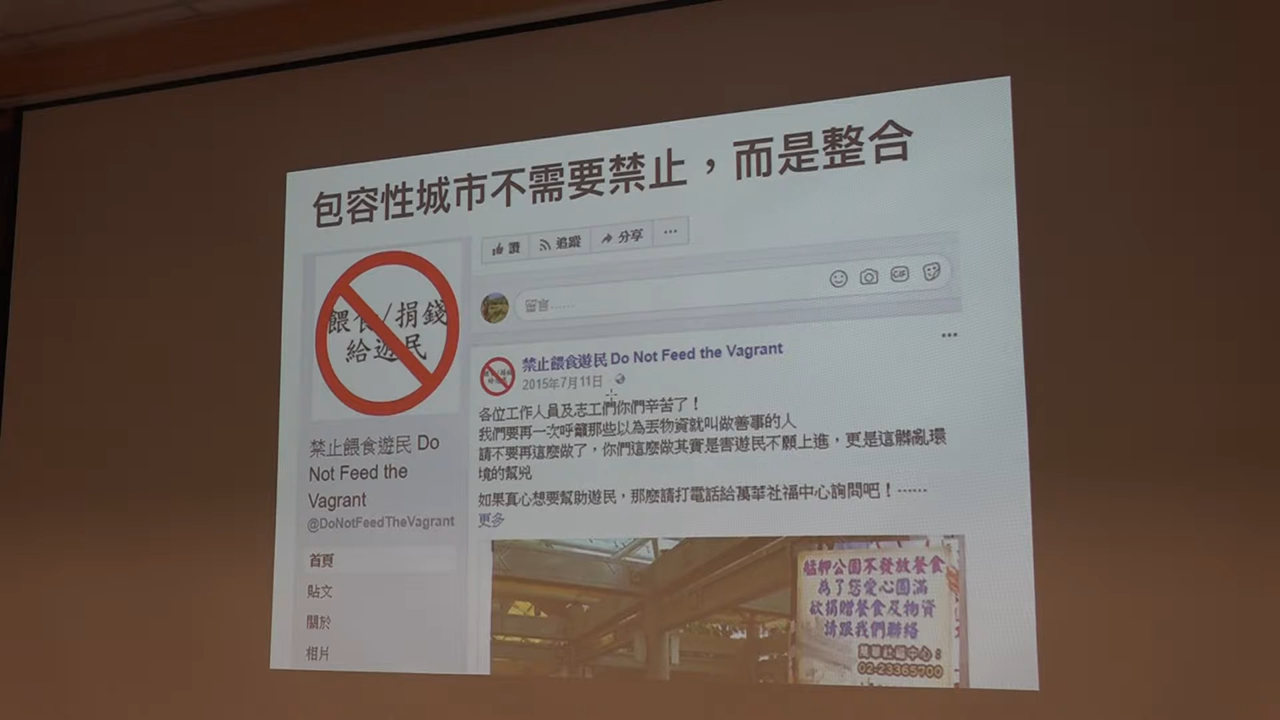 包容性城市不需要禁止，而是整合
讚 追蹤 分享 ...
餵食/捐錢
給遊民
留言......
GIF
禁止餵食遊民 Do Not Feed the Vagrant
2015年7月11日
各位工作人員及志工們你們辛苦了！
我們要再一次呼籲那些以為丟物資就叫做善事的人
請不要再這麼做了，你們這麼做其實是害遊民不願上進，更是這髒亂環
境的幫兇
如果真心想要幫助遊民，那麼請打電話給萬華社福中心詢問吧！......
更多
禁止餵食遊民 Do
Not Feed the
Vagrant
@DoNotFeedTheVagrant
首頁
貼文
關於
相片
艋舺公園不發放餐食
為了您愛心圓滿
欲捐贈餐食及物資
請跟我們聯絡
萬華社福中心：
02-23365700